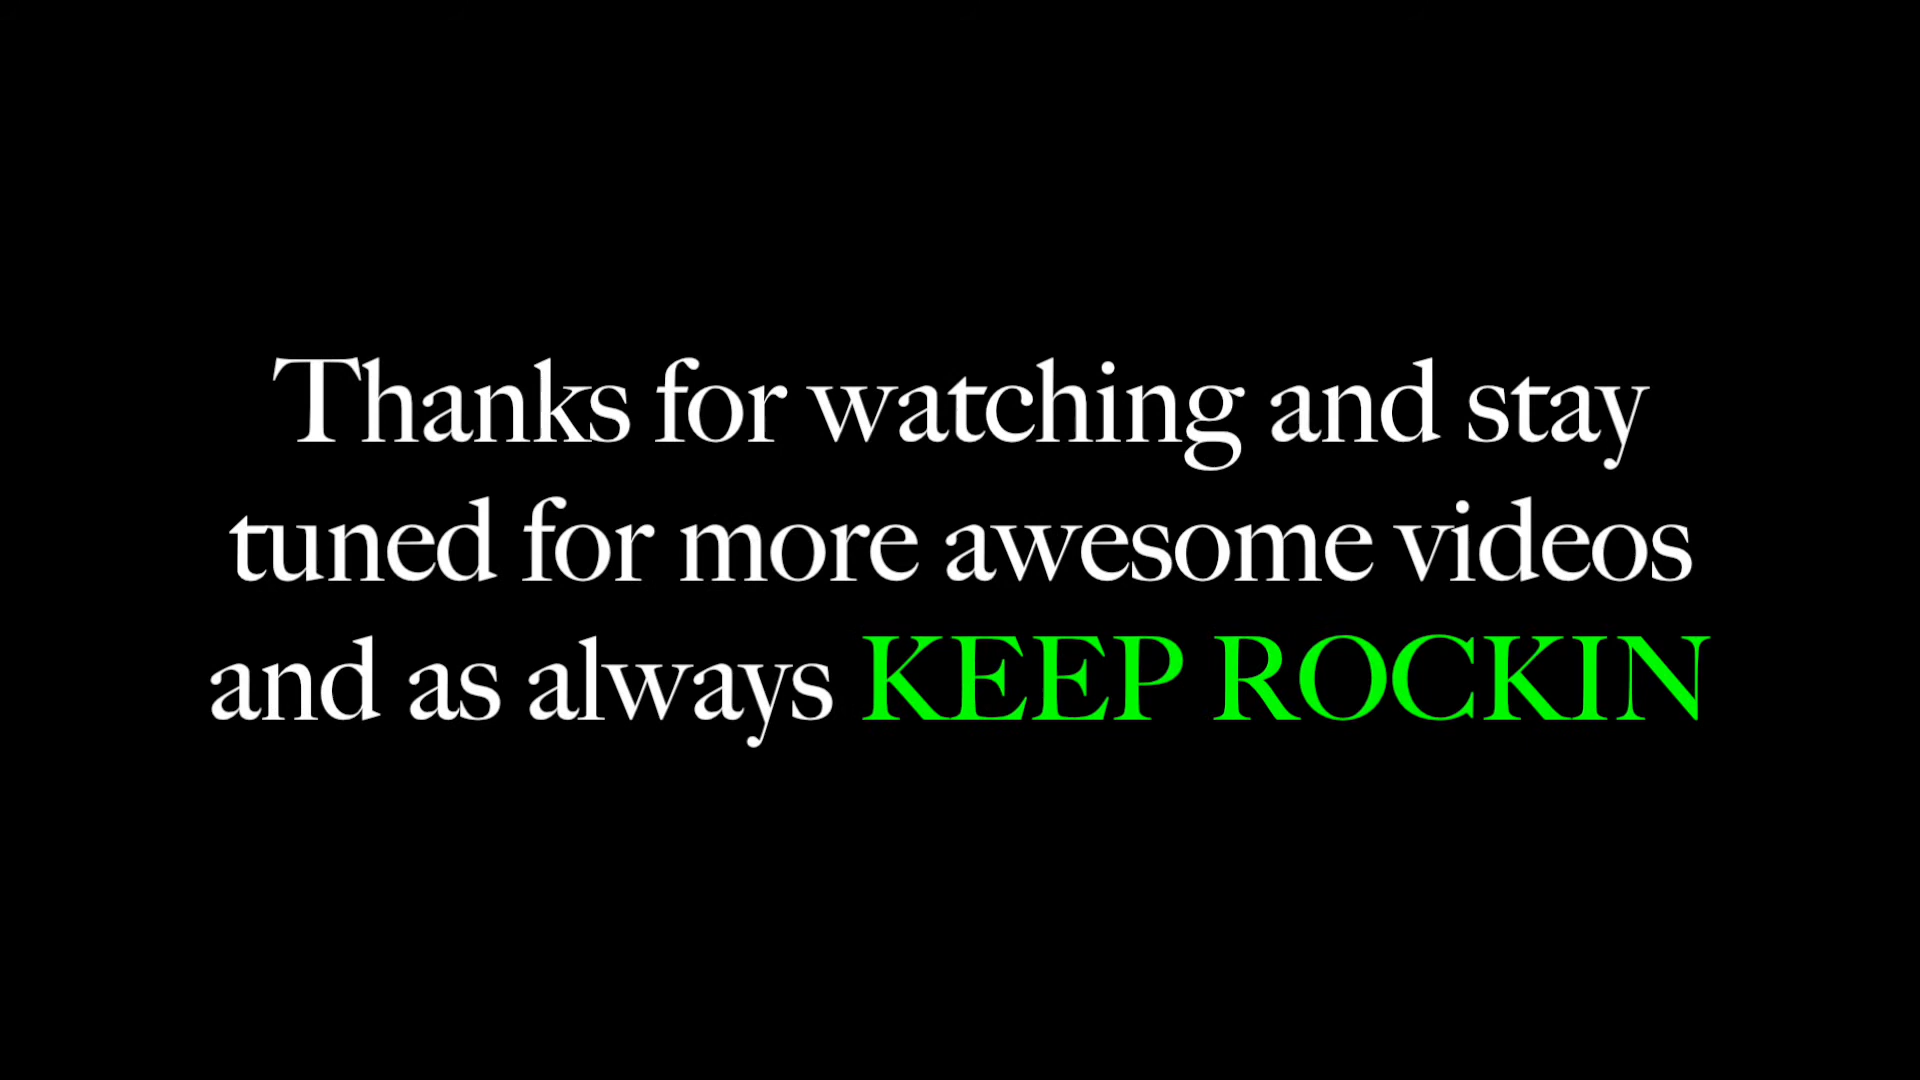 Thanks for watching and stay
tuned for more awesome videos
and as always KEEP ROCKIN